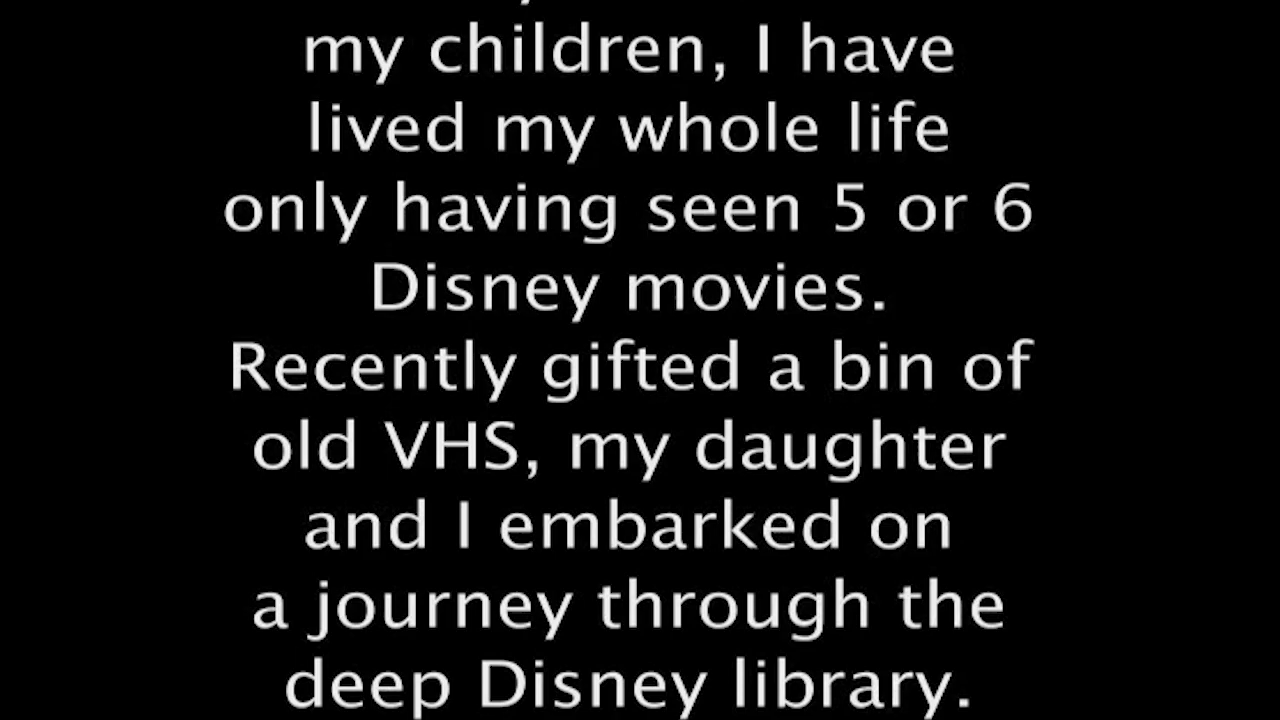 my children, I have
lived my whole life
only having seen 5 or 6
Disney movies.
Recently gifted a bin of
old VHS, my daughter
and I embarked on
a journey through the
deep Disney library.